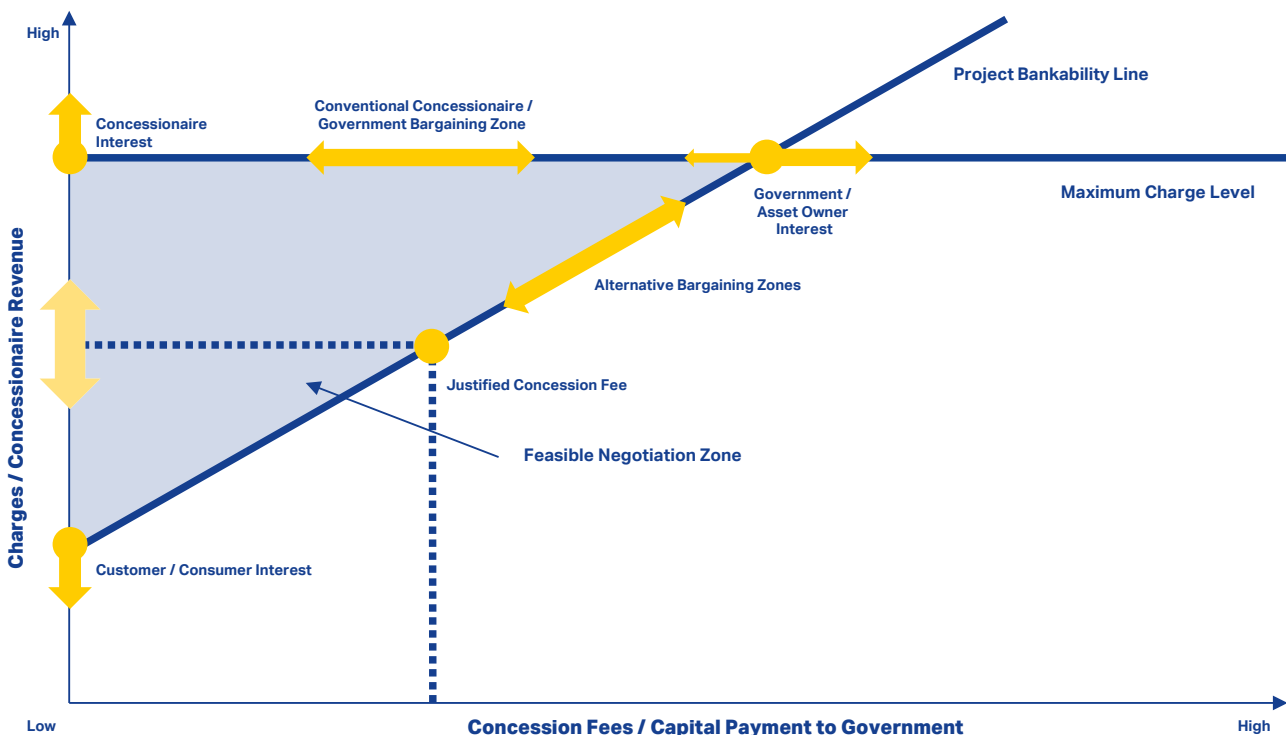 High
Project Bankability Line
Conventional Concessionaire /
Government Bargaining Zone
Concessionaire
Interest
Maximum Charge Level
Government /
Asset Owner
Interest
Alternative Bargaining Zones
Charges / Concessionaire Revenue
Justified Concession Fee
Feasible Negotiation Zone
Customer / Consumer Interest
Low
Concession Fees / Capital Payment to Government
High